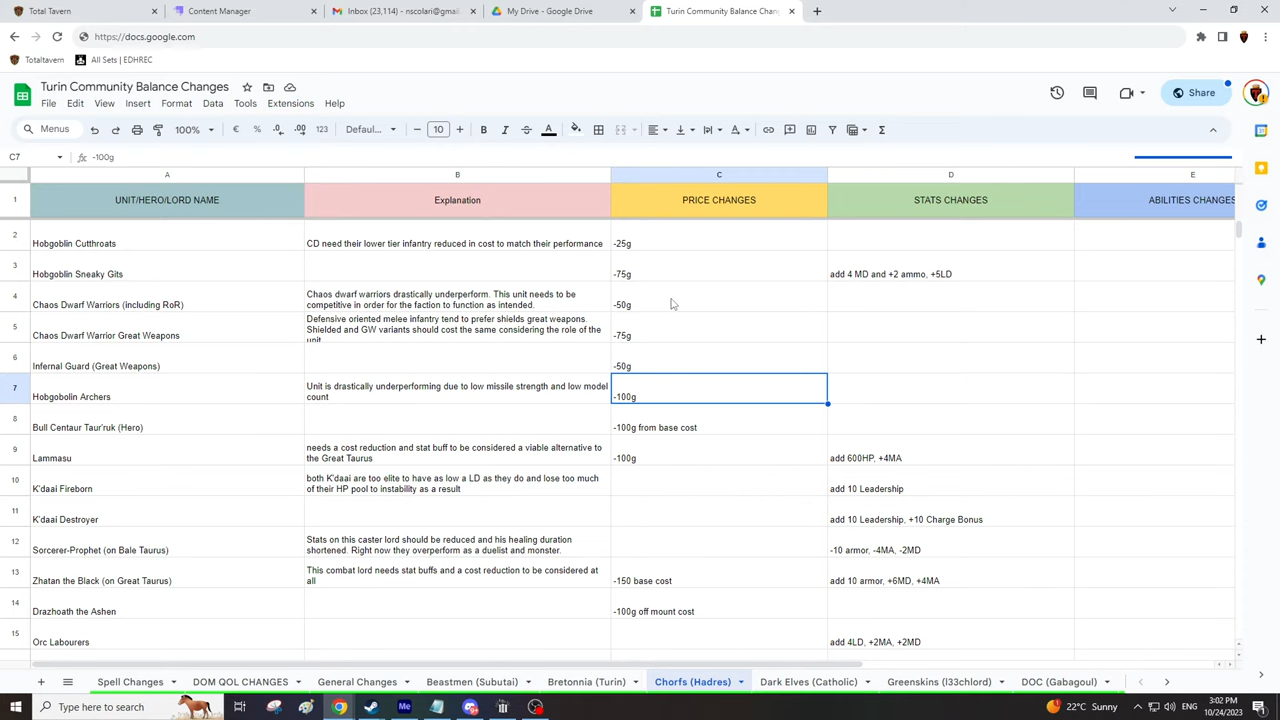 Total Tavern
Content Manager
Inbox (23,114) - nscolari@gmail
My Drive - Google Drive
Turin Community Balance Chang
https://docs.google.com
Totaltavern
All Sets | EDHREC
Turin Community Balance Changes
File Edit View Insert Format Data Tools Extensions Help
Share
Menus
100%
€ % .0 .00 123
Defaul...
10
C7
-100g
A B C D E
1 UNIT/HERO/LORD NAME Explanation PRICE CHANGES STATS CHANGES ABILITIES CHANGES
2 Hobgoblin Cutthroats CD need their lower tier infantry reduced in cost to match their performance -25g
3 Hobgoblin Sneaky Gits -75g add 4 MD and +2 ammo, +5LD
Chaos dwarf warriors drastically underperform. This unit needs to be
4 Chaos Dwarf Warriors (including RoR) competitive in order for the faction to function as intended. -50g
Defensive oriented melee infantry tend to prefer shields great weapons.
Shielded and GW variants should cost the same considering the role of the
5 Chaos Dwarf Warrior Great Weapons unit. -75g
6 Infernal Guard (Great Weapons) -50g
Unit is drastically underperforming due to low missile strength and low model
7 Hobgobolin Archers count -100g
8 Bull Centaur Taur'ruk (Hero) -100g from base cost
needs a cost reduction and stat buff to be considered a viable alternative to
9 Lammasu the Great Taurus -100g add 600HP, +4MA
both K'daai are too elite to have as low a LD as they do and lose too much
10 K'daai Fireborn of their HP pool to instability as a result add 10 Leadership
11 K'daai Destroyer add 10 Leadership, +10 Charge Bonus
Stats on this caster lord should be reduced and his healing duration
12 Sorcerer-Prophet (on Bale Taurus) shortened. Right now they overperform as a duelist and monster. -10 armor, -4MA, -2MD
This combat lord needs stat buffs and a cost reduction to be considered at
13 Zhatan the Black (on Great Taurus) all -150 base cost add 10 armor, +6MD, +4MA
14 Drazhoath the Ashen -100g off mount cost
15 Orc Labourers add 4LD, +2MA, +2MD
Spell Changes DOM QOL CHANGES General Changes Beastmen (Subutai) Bretonnia (Turin) Chorfs (Hadres) Dark Elves (Catholic) Greenskins (l33chlord) DOC (Gabagoul)
Type here to search
22°C Sunny
3:02 PM
10/24/2023